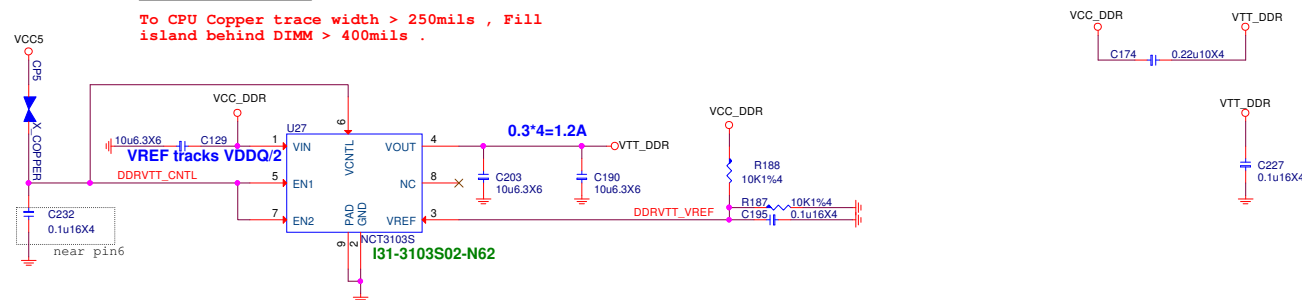 To CPU Copper trace width > 250mils , Fill
island behind DIMM > 400mils .
VCC5
CP5
X_COPPER
VCC_DDR
10u6.3X6
C129
VREF tracks VDDQ/2
DDRVTT_CNTL
C232
0.1u16X4
near pin6
U27
1
VIN
6
VCNTL
VOUT
4
5
EN1
NC
8
7
EN2
PAD
GND
VREF
3
9
2
NCT3103S
I31-3103S02-N62
0.3*4=1.2A
VTT_DDR
C203
10u6.3X6
C190
10u6.3X6
DDRVTT_VREF
VCC_DDR
R188
10K1%4
R187
10K1%4
C195
0.1u16X4
VCC_DDR
VTT_DDR
C174
0.22u10X4
VTT_DDR
C227
0.1u16X4